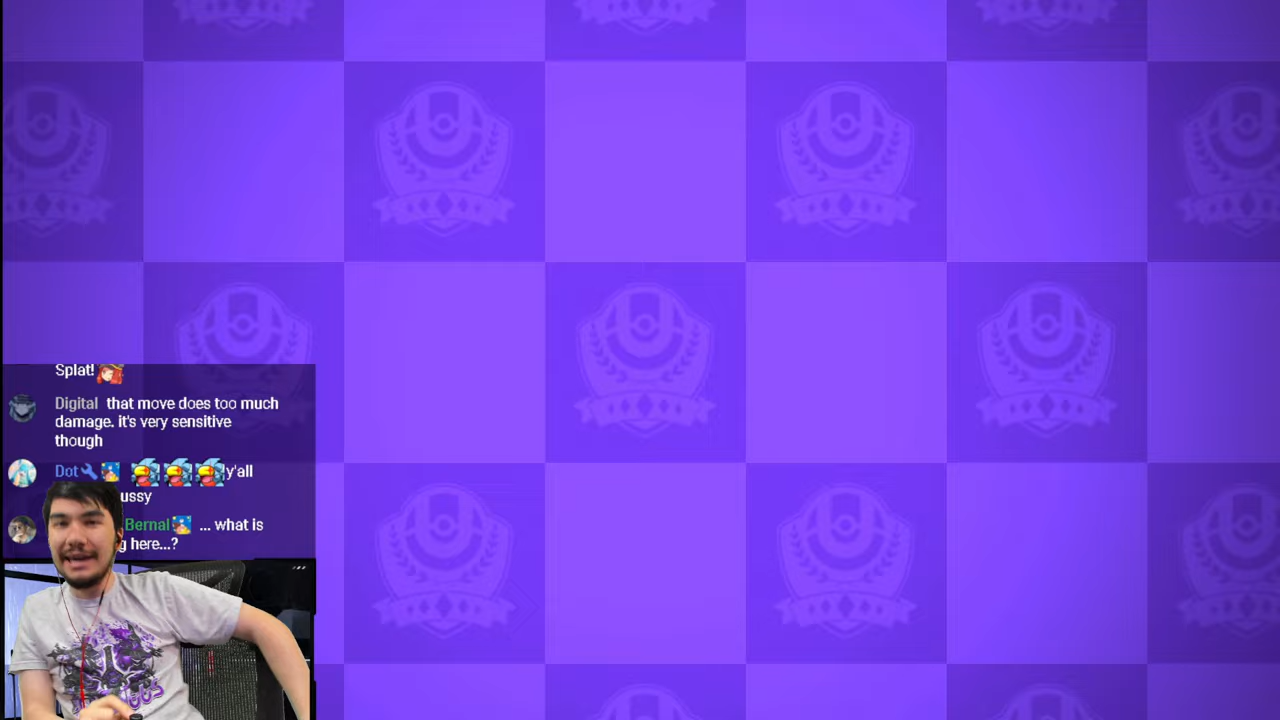 Splat!
Digital that move does too much
damage. it's very sensitive
though
Dot y'all
ussy
Bernal ... what is
g here...?